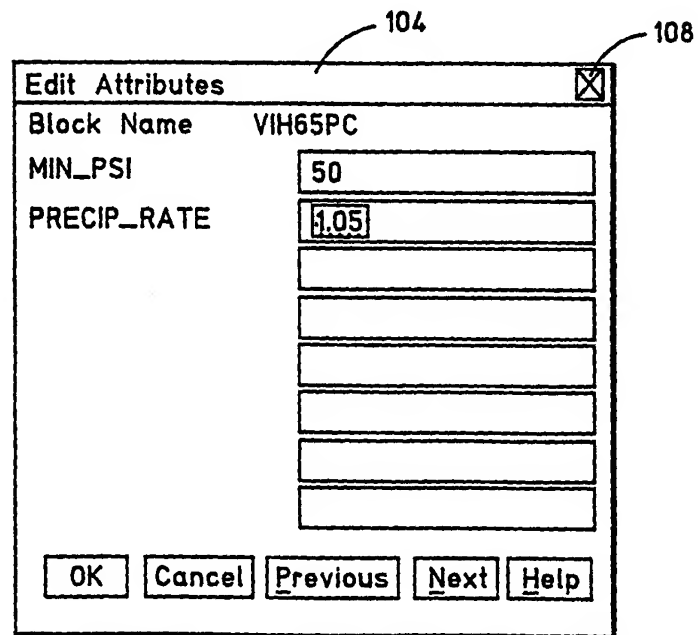 104
108
Edit Attributes
Block Name VIH65PC
MIN_PSI 50
PRECIP_RATE 1.05
OK Cancel Previous Next Help